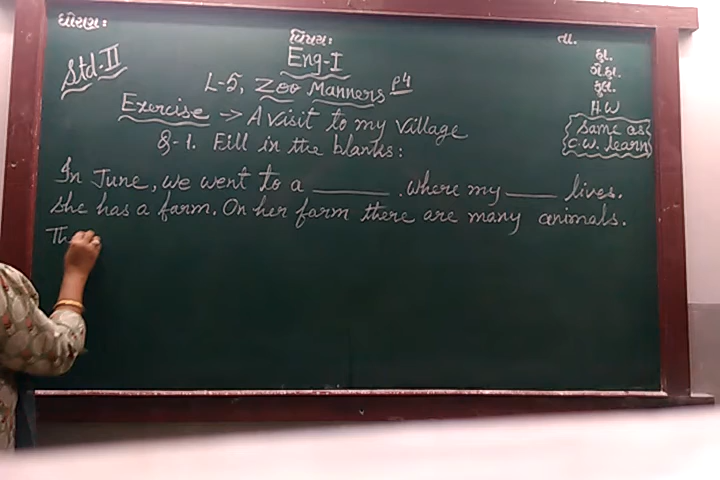 ધોરણ:
વિષય:
તા.
Std. II
Eng-I
હા.
ગે.હા.
કુલ.
L-5, Zoo Manners P4
H.W
Same as
C.W. learn
Exercise → A visit to my village
Q-1. Fill in the blanks:
In June, we went to a ______ . where my ____ lives.
She has a farm. On her farm there are many animals.
Th